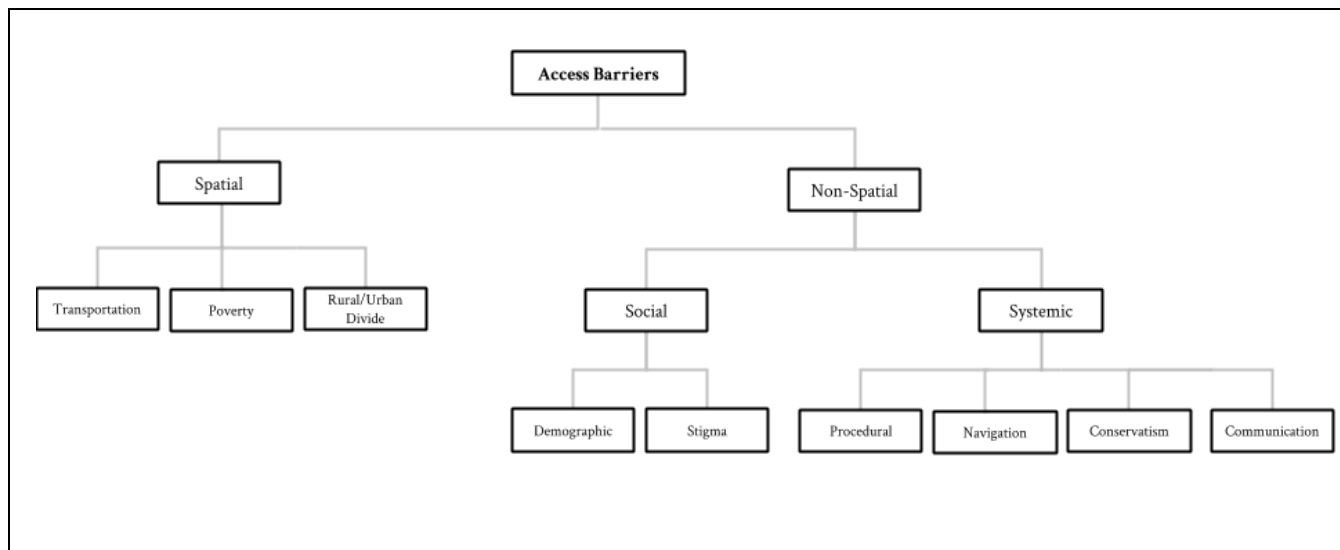 Access Barriers
Spatial
Non-Spatial
Transportation
Poverty
Rural/Urban
Divide
Social
Systemic
Demographic
Stigma
Procedural
Navigation
Conservatism
Communication